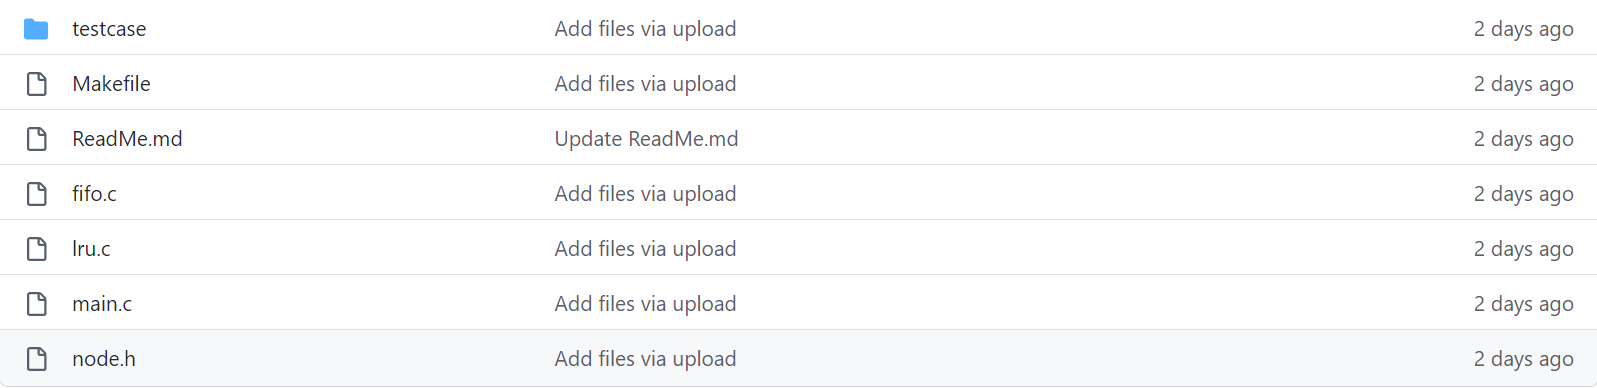 testcase Add files via upload 2 days ago
Makefile Add files via upload 2 days ago
ReadMe.md Update ReadMe.md 2 days ago
fifo.c Add files via upload 2 days ago
lru.c Add files via upload 2 days ago
main.c Add files via upload 2 days ago
node.h Add files via upload 2 days ago